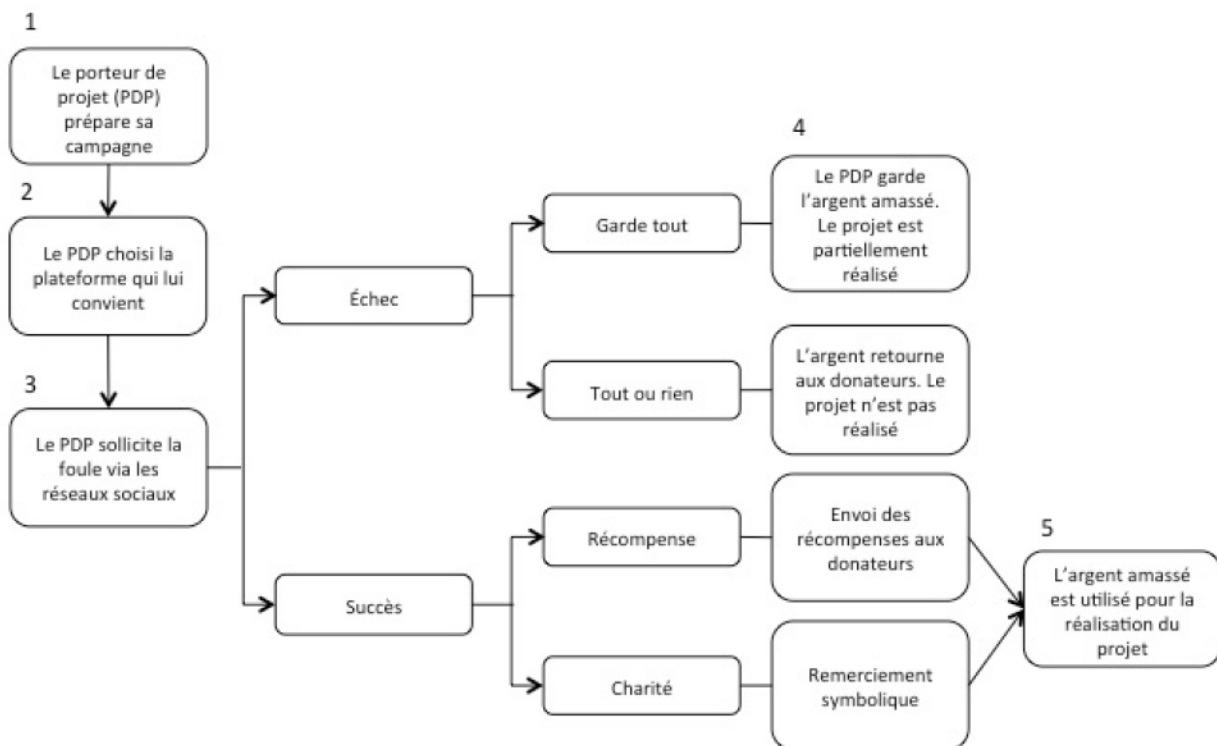 1
Le porteur de
projet (PDP)
prépare sa
campagne
2
Le PDP choisi la
plateforme qui lui
convient
3
Le PDP sollicite la
foule via les
réseaux sociaux
Échec
Succès
Garde tout
Tout ou rien
Récompense
Charité
4
Le PDP garde
l'argent amassé.
Le projet est
partiellement
réalisé
L'argent retourne
aux donateurs. Le
projet n'est pas
réalisé
Envoi des
récompenses aux
donateurs
Remerciement
symbolique
5
L'argent amassé
est utilisé pour la
réalisation du
projet